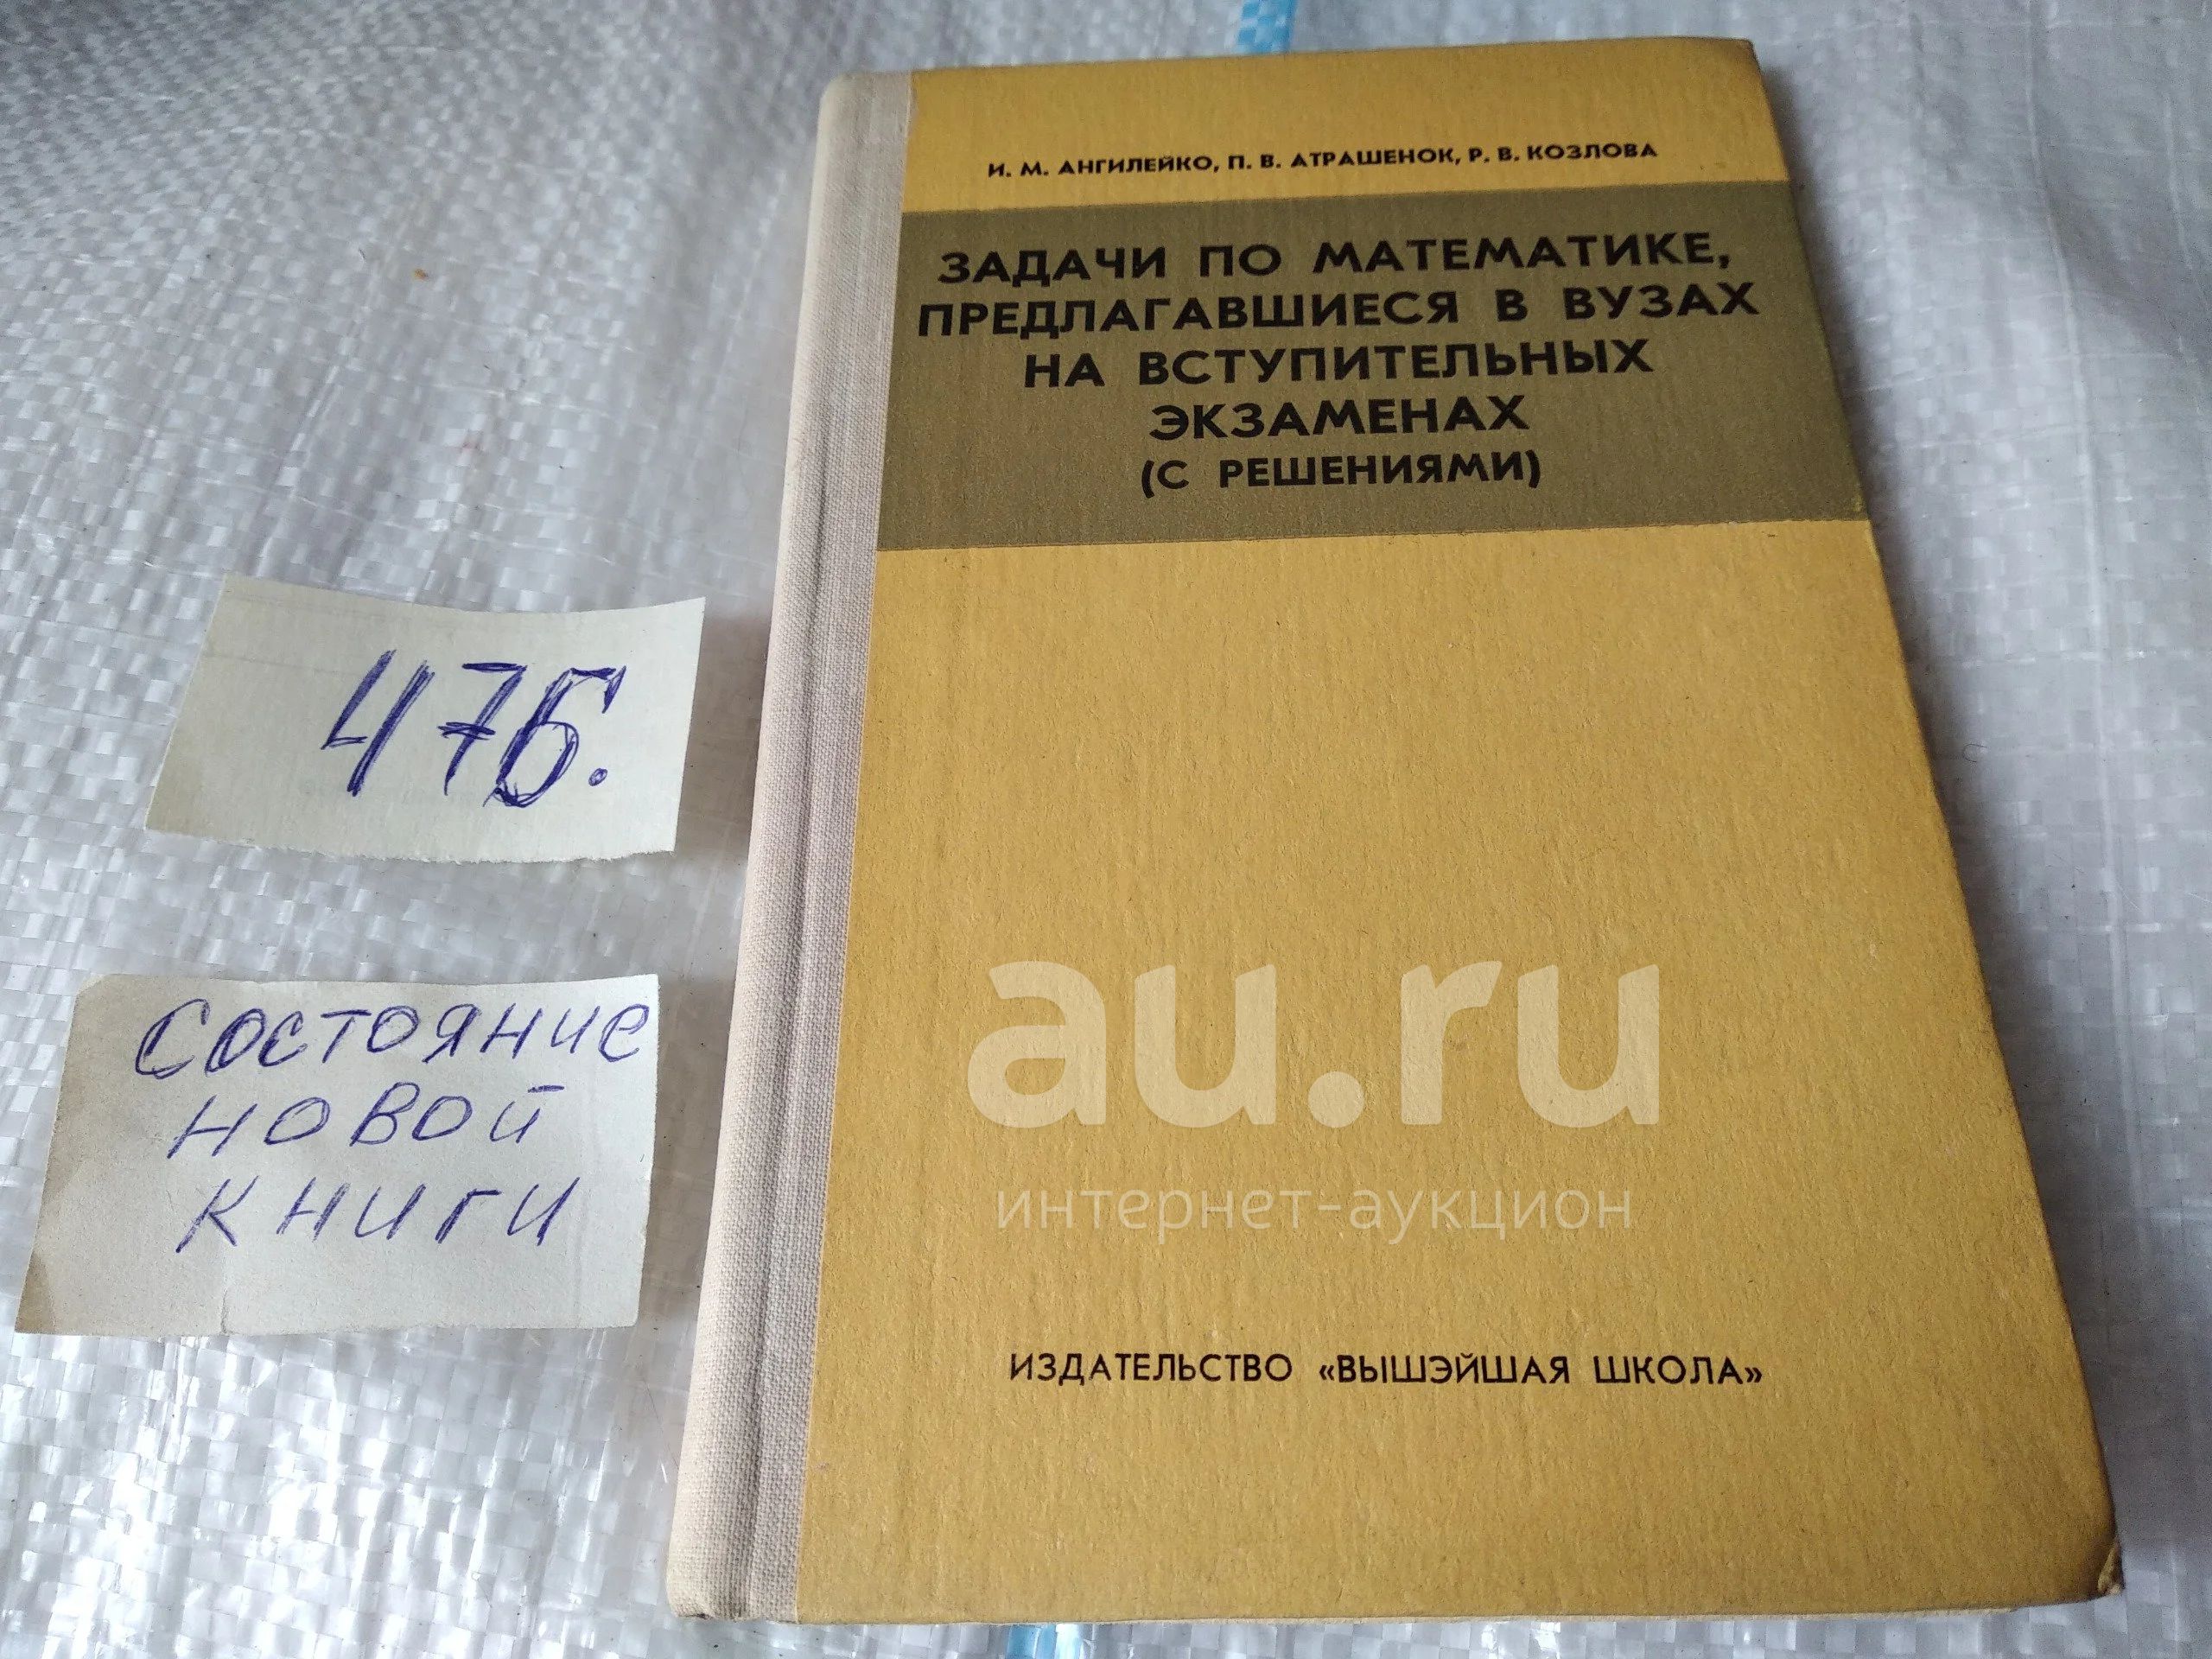 И. М. АНГИЛЕЙКО, П. В. АТРАШЕНОК, Р. В. КОЗЛОВА
ЗАДАЧИ ПО МАТЕМАТИКЕ,
ПРЕДЛАГАВШИЕСЯ В ВУЗАХ
НА ВСТУПИТЕЛЬНЫХ
ЭКЗАМЕНАХ
(С РЕШЕНИЯМИ)
476.
Состояние
новой
книги
au.ru
интернет-аукцион
ИЗДАТЕЛЬСТВО «ВЫШЭЙШАЯ ШКОЛА»